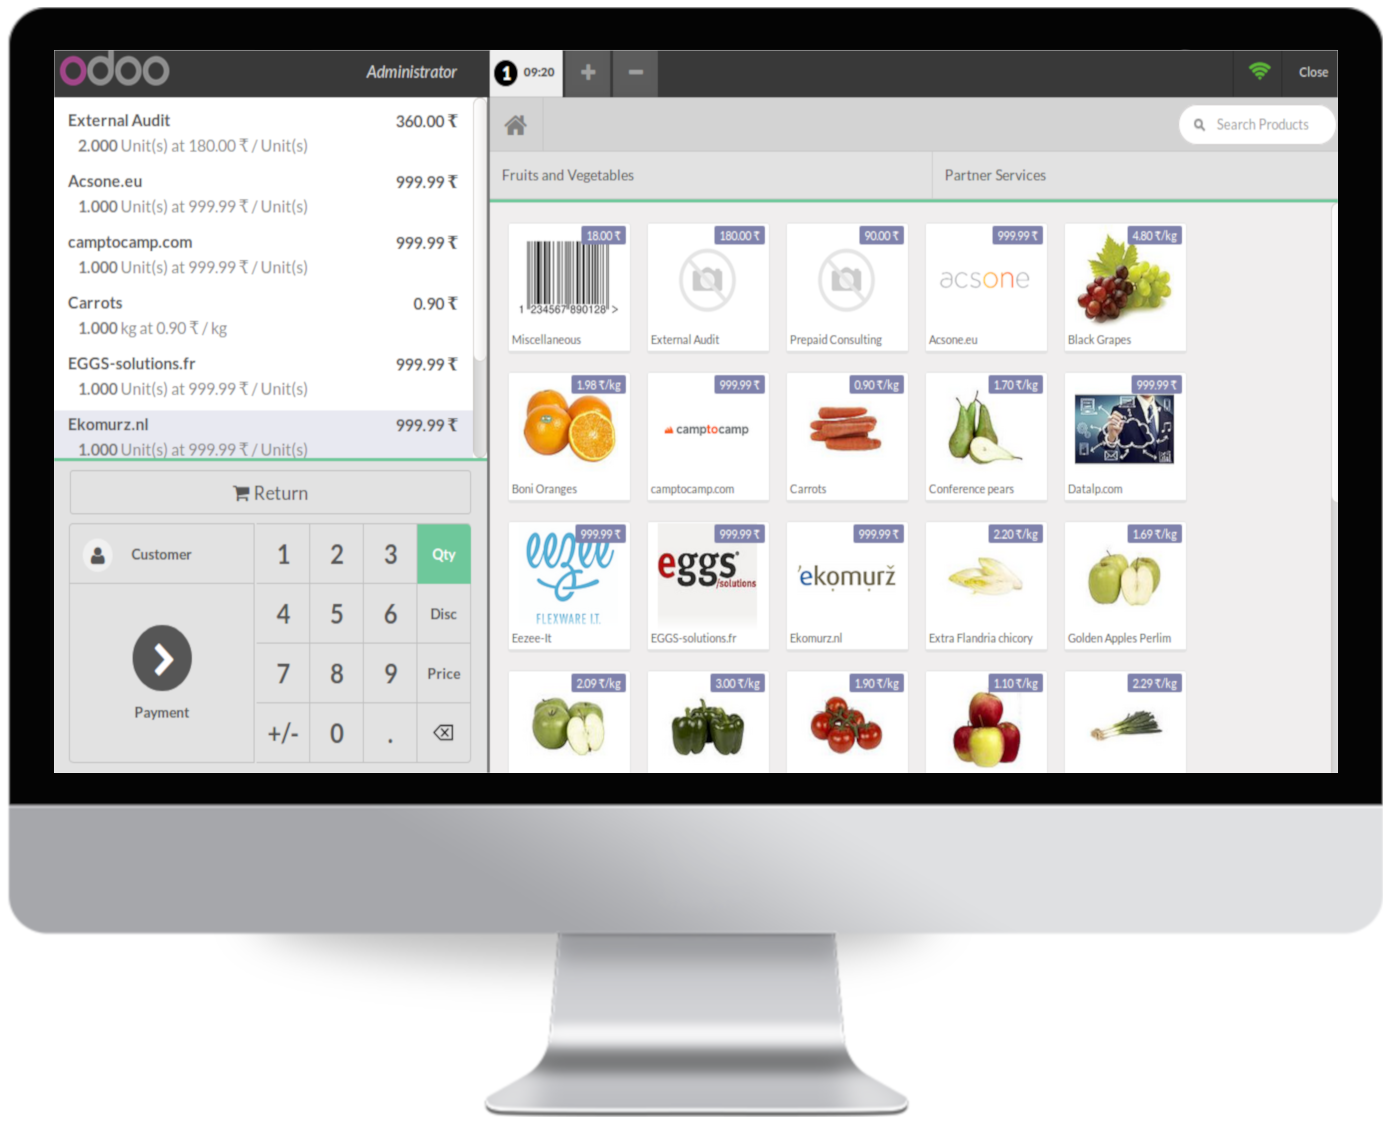 odoo
Administrator
1 09:20
Close
External Audit 360.00 ₹
2.000 Unit(s) at 180.00 ₹ / Unit(s)
Acsone.eu 999.99 ₹
1.000 Unit(s) at 999.99 ₹ / Unit(s)
camptocamp.com 999.99 ₹
1.000 Unit(s) at 999.99 ₹ / Unit(s)
Carrots 0.90 ₹
1.000 kg at 0.90 ₹ / kg
EGGS-solutions.fr 999.99 ₹
1.000 Unit(s) at 999.99 ₹ / Unit(s)
Ekomurz.nl 999.99 ₹
1.000 Unit(s) at 999.99 ₹ / Unit(s)
Return
Customer
Payment
1 2 3 Qty
4 5 6 Disc
7 8 9 Price
+/- 0 .
Search Products
Fruits and Vegetables
Partner Services
18.00 ₹
1 234567 890128 >
Miscellaneous
180.00 ₹
External Audit
90.00 ₹
Prepaid Consulting
999.99 ₹
acsone
Acsone.eu
4.80 ₹/kg
Black Grapes
1.98 ₹/kg
Boni Oranges
999.99 ₹
camptocamp
camptocamp.com
0.90 ₹/kg
Carrots
1.70 ₹/kg
Conference pears
999.99 ₹
Datalp.com
999.99 ₹
eezee
FLEXWARE I.T.
Eezee-It
999.99 ₹
eggs
/solutions
EGGS-solutions.fr
999.99 ₹
'ekomurž
Ekomurz.nl
2.20 ₹/kg
Extra Flandria chicory
1.69 ₹/kg
Golden Apples Perlim
2.09 ₹/kg
3.00 ₹/kg
1.90 ₹/kg
1.10 ₹/kg
2.29 ₹/kg